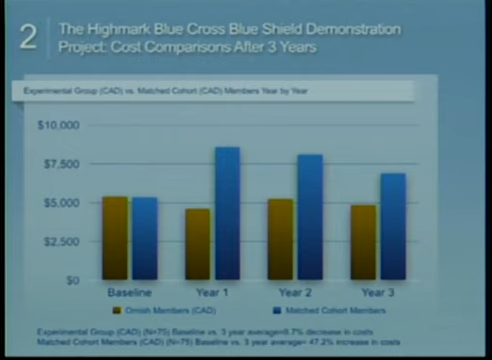 2
The Highmark Blue Cross Blue Shield Demonstration
Project: Cost Comparisons After 3 Years
Experimental Group (CAD) vs. Matched Cohort (CAD) Members Year by Year
$10,000
$7,500
$5,000
$2,500
$0
Baseline Year 1 Year 2 Year 3
Ornish Members (CAD) Matched Cohort Members
Experimental Group (CAD) (N=75) Baseline vs. 3 year average= decrease in costs
Matched Cohort Members (CAD) (N=75) Baseline vs. 3 year average= 47.2% increase in costs